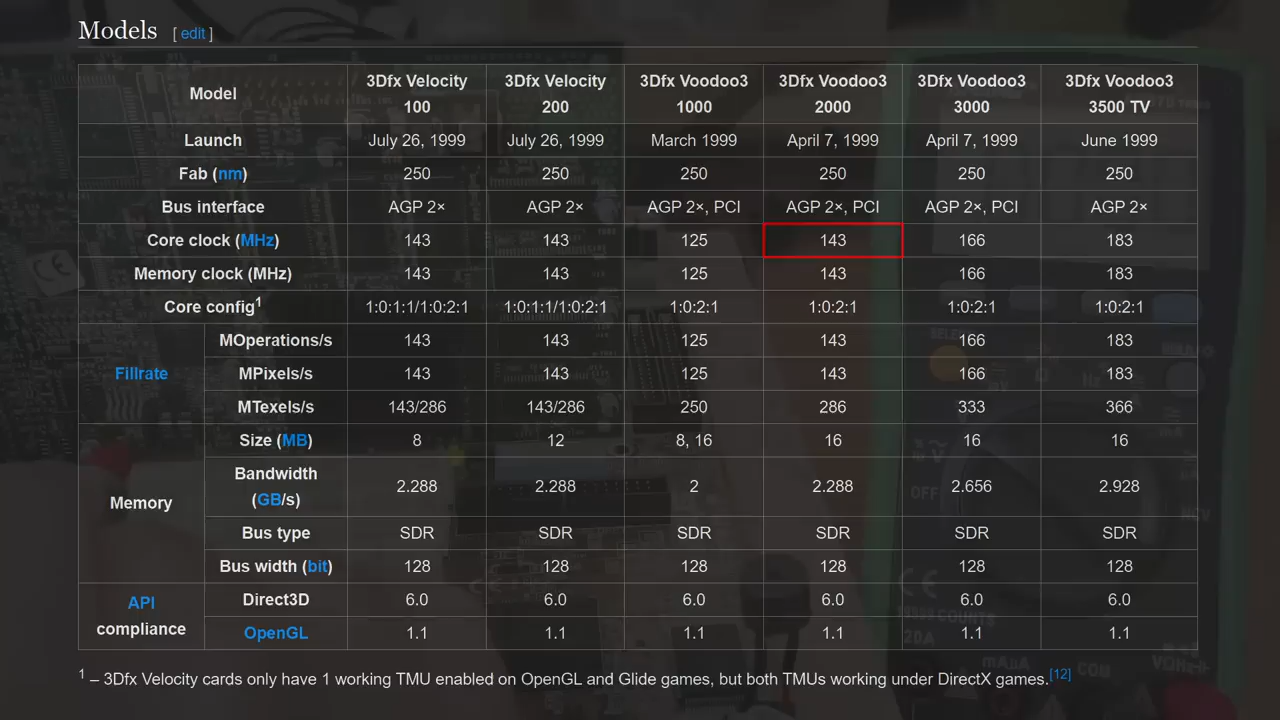 Models [ edit ]
Model 3Dfx Velocity 100 3Dfx Velocity 200 3Dfx Voodoo3 1000 3Dfx Voodoo3 2000 3Dfx Voodoo3 3000 3Dfx Voodoo3 3500 TV
Launch July 26, 1999 July 26, 1999 March 1999 April 7, 1999 April 7, 1999 June 1999
Fab (nm) 250 250 250 250 250 250
Bus interface AGP 2× AGP 2× AGP 2×, PCI AGP 2×, PCI AGP 2×, PCI AGP 2×
Core clock (MHz) 143 143 125 143 166 183
Memory clock (MHz) 143 143 125 143 166 183
Core config1 1:0:1:1/1:0:2:1 1:0:1:1/1:0:2:1 1:0:2:1 1:0:2:1 1:0:2:1 1:0:2:1
Fillrate MOperations/s 143 143 125 143 166 183
MPixels/s 143 143 125 143 166 183
MTexels/s 143/286 143/286 250 286 333 366
Memory Size (MB) 8 12 8, 16 16 16 16
Bandwidth (GB/s) 2.288 2.288 2 2.288 2.656 2.928
Bus type SDR SDR SDR SDR SDR SDR
Bus width (bit) 128 128 128 128 128 128
API compliance Direct3D 6.0 6.0 6.0 6.0 6.0 6.0
OpenGL 1.1 1.1 1.1 1.1 1.1 1.1
1 – 3Dfx Velocity cards only have 1 working TMU enabled on OpenGL and Glide games, but both TMUs working under DirectX games.[12]
OFF
20A
COM